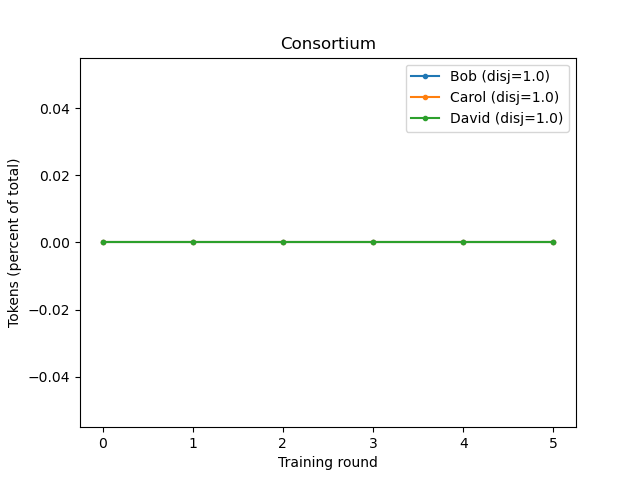 Consortium
Bob (disj=1.0)
Carol (disj=1.0)
David (disj=1.0)
Tokens (percent of total)
0.04
0.02
0.00
−0.02
−0.04
0 1 2 3 4 5
Training round